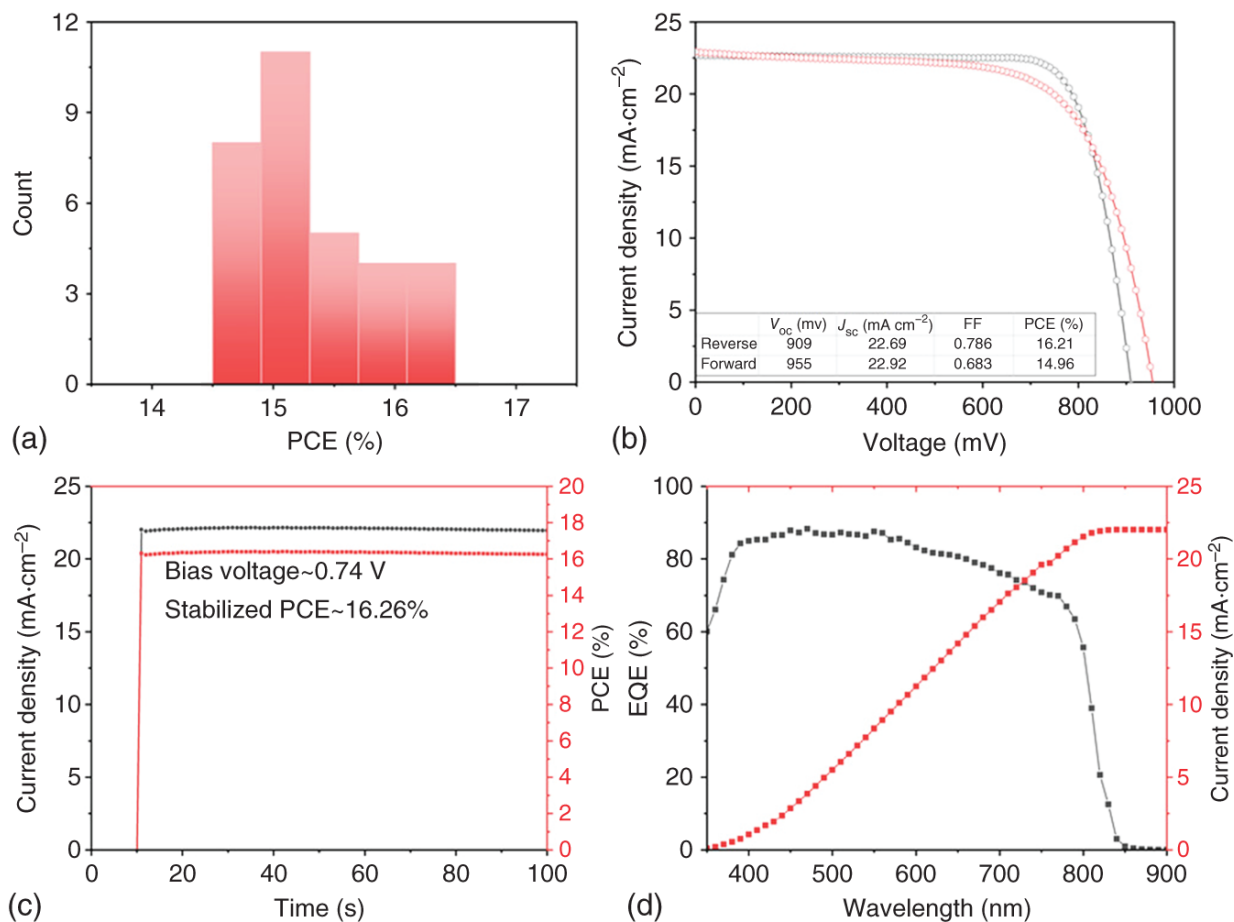 12
9
6
3
0
Count
14 15 16 17
PCE (%)
(a)
25
20
15
10
5
0
Current density (mA·cm⁻²)
V_oc (mv) J_sc (mA cm⁻²) FF PCE (%)
Reverse 909 22.69 0.786 16.21
Forward 955 22.92 0.683 14.96
0 200 400 600 800 1000
Voltage (mV)
(b)
25
20
15
10
5
0
Current density (mA·cm⁻²)
Bias voltage~0.74 V
Stabilized PCE~16.26%
20
18
16
14
12
10
8
6
4
2
0
PCE (%)
0 20 40 60 80 100
Time (s)
(c)
100
80
60
40
20
0
EQE (%)
25
20
15
10
5
0
Current density (mA·cm⁻²)
400 500 600 700 800 900
Wavelength (nm)
(d)